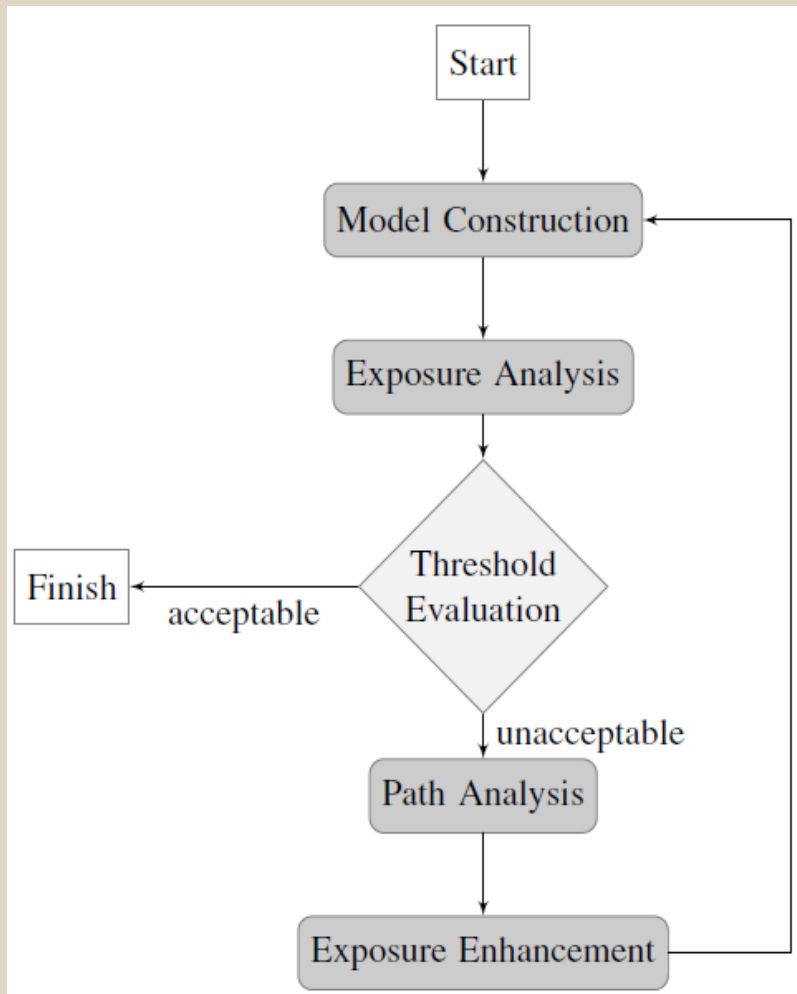 Start
Model Construction
Exposure Analysis
Threshold
Evaluation
Finish
acceptable
unacceptable
Path Analysis
Exposure Enhancement